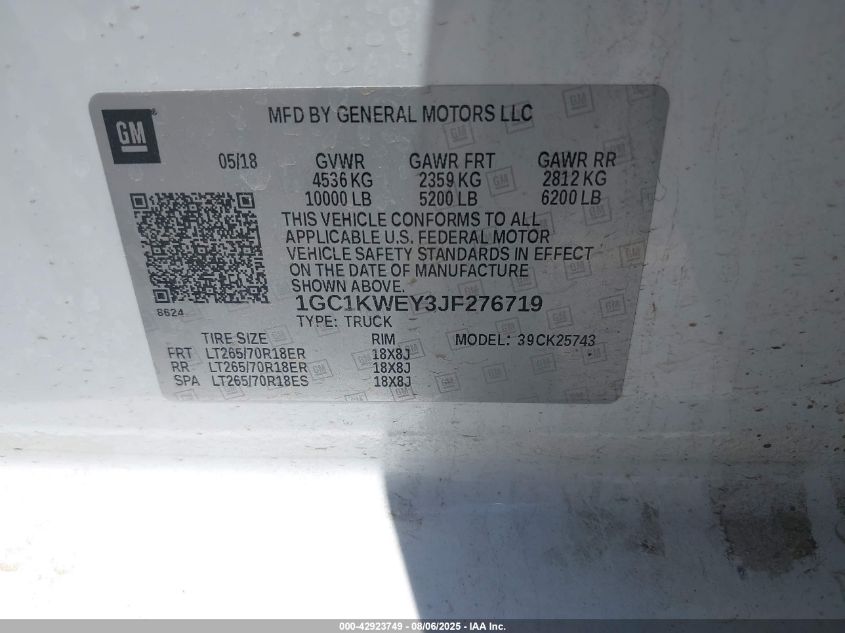 MFD BY GENERAL MOTORS LLC
GM®
05/18 GVWR GAWR FRT GAWR RR
4536 KG 2359 KG 2812 KG
10000 LB 5200 LB 6200 LB
THIS VEHICLE CONFORMS TO ALL
APPLICABLE U.S. FEDERAL MOTOR
VEHICLE SAFETY STANDARDS IN EFFECT
ON THE DATE OF MANUFACTURE
SHOWN ABOVE.
8624
1GC1KWEY3JF276719
TYPE: TRUCK
TIRE SIZE RIM MODEL: 39CK25743
FRT LT265/70R18ER 18X8J
RR LT265/70R18ER 18X8J
SPA LT265/70R18ES 18X8J
000-42923749 - 08/06/2025 - IAA Inc.